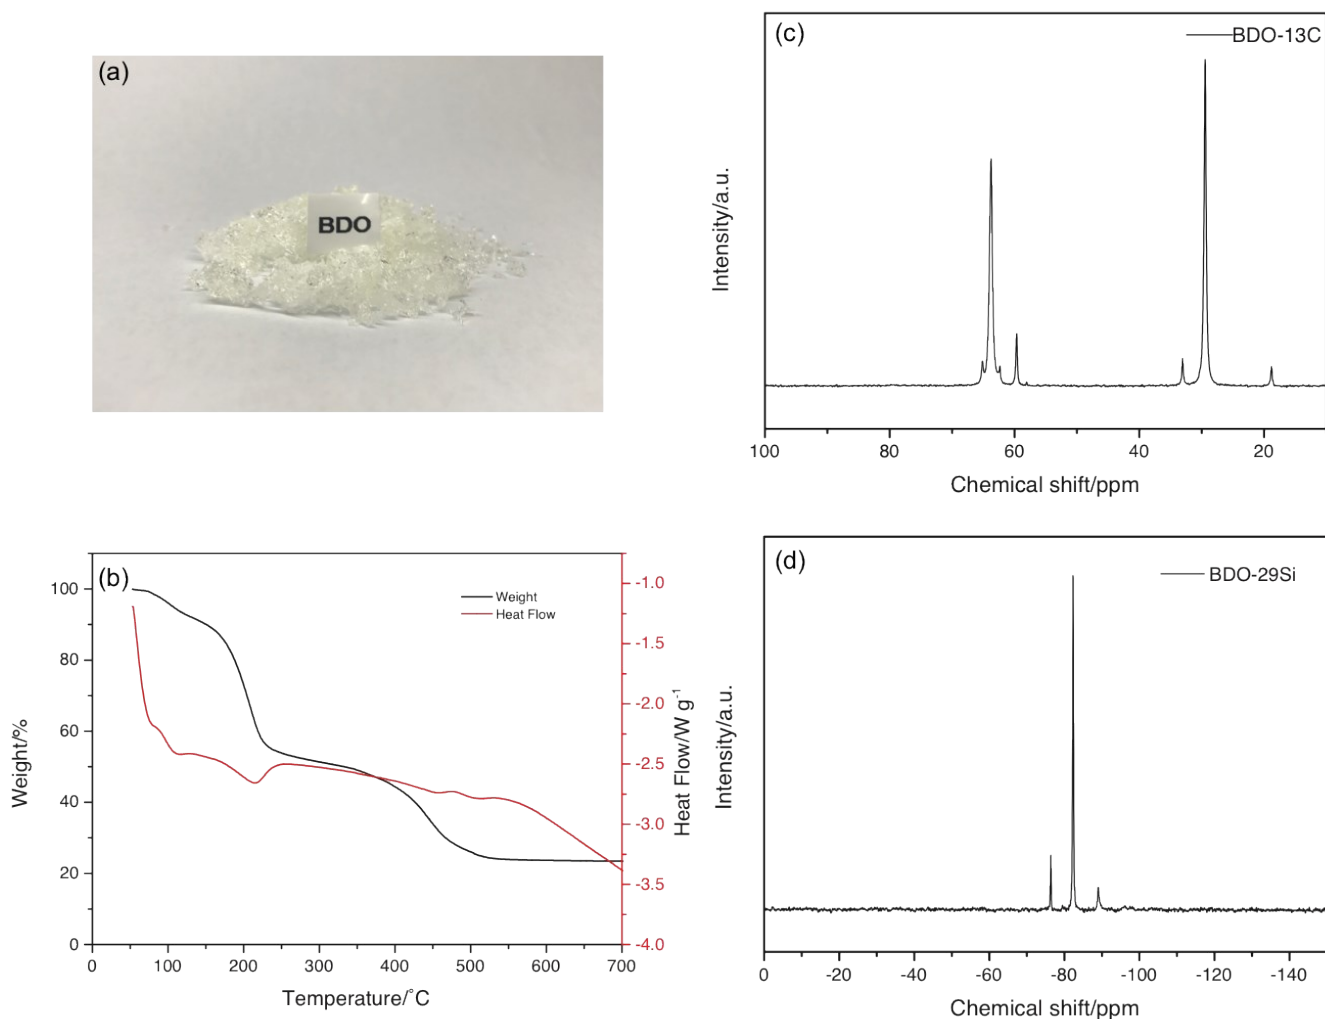 (a)
BDO
(c)
BDO-13C
Intensity/a.u.
100 80 60 40 20
Chemical shift/ppm
(b)
Weight
Heat Flow
Weight/%
100
80
60
40
20
0
0 100 200 300 400 500 600 700
Temperature/°C
-1.0
-1.5
-2.0
-2.5
-3.0
-3.5
-4.0
Heat Flow/W g⁻¹
(d)
BDO-29Si
Intensity/a.u.
0 -20 -40 -60 -80 -100 -120 -140
Chemical shift/ppm